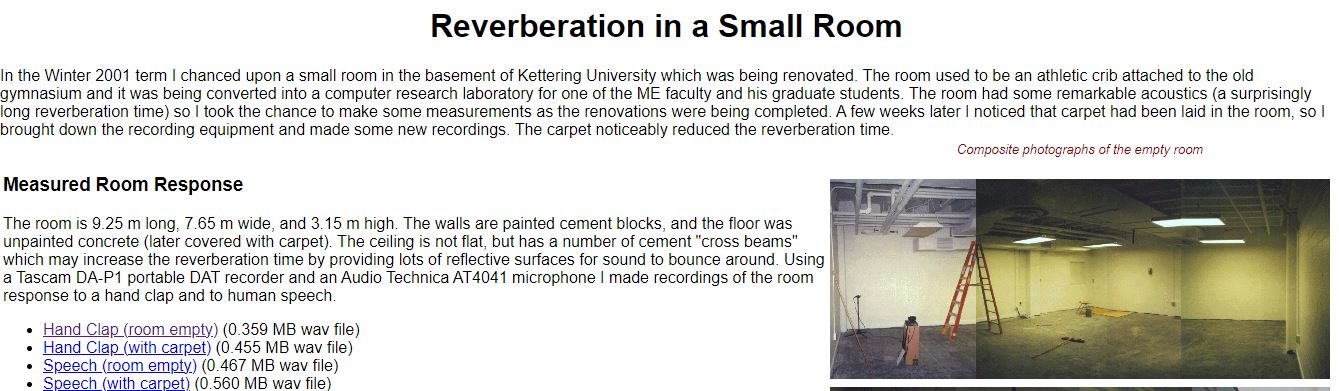 Reverberation in a Small Room
In the Winter 2001 term I chanced upon a small room in the basement of Kettering University which was being renovated. The room used to be an athletic crib attached to the old
gymnasium and it was being converted into a computer research laboratory for one of the ME faculty and his graduate students. The room had some remarkable acoustics (a surprisingly
long reverberation time) so I took the chance to make some measurements as the renovations were being completed. A few weeks later I noticed that carpet had been laid in the room, so I
brought down the recording equipment and made some new recordings. The carpet noticeably reduced the reverberation time.
Composite photographs of the empty room
Measured Room Response
The room is 9.25 m long, 7.65 m wide, and 3.15 m high. The walls are painted cement blocks, and the floor was
unpainted concrete (later covered with carpet). The ceiling is not flat, but has a number of cement "cross beams"
which may increase the reverberation time by providing lots of reflective surfaces for sound to bounce around. Using
a Tascam DA-P1 portable DAT recorder and an Audio Technica AT4041 microphone I made recordings of the room
response to a hand clap and to human speech.
• Hand Clap (room empty) (0.359 MB wav file)
• Hand Clap (with carpet) (0.455 MB wav file)
• Speech (room empty) (0.467 MB wav file)
• Speech (with carpet) (0.560 MB wav file)